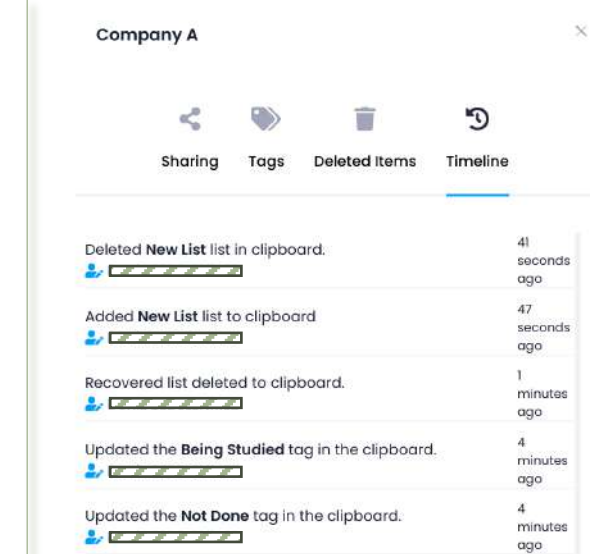 Company A
Sharing Tags Deleted Items Timeline
Deleted New List list in clipboard.
41
seconds
ago
Added New List list to clipboard
47
seconds
ago
Recovered list deleted to clipboard.
1
minutes
ago
Updated the Being Studied tag in the clipboard.
4
minutes
ago
Updated the Not Done tag in the clipboard.
4
minutes
ago